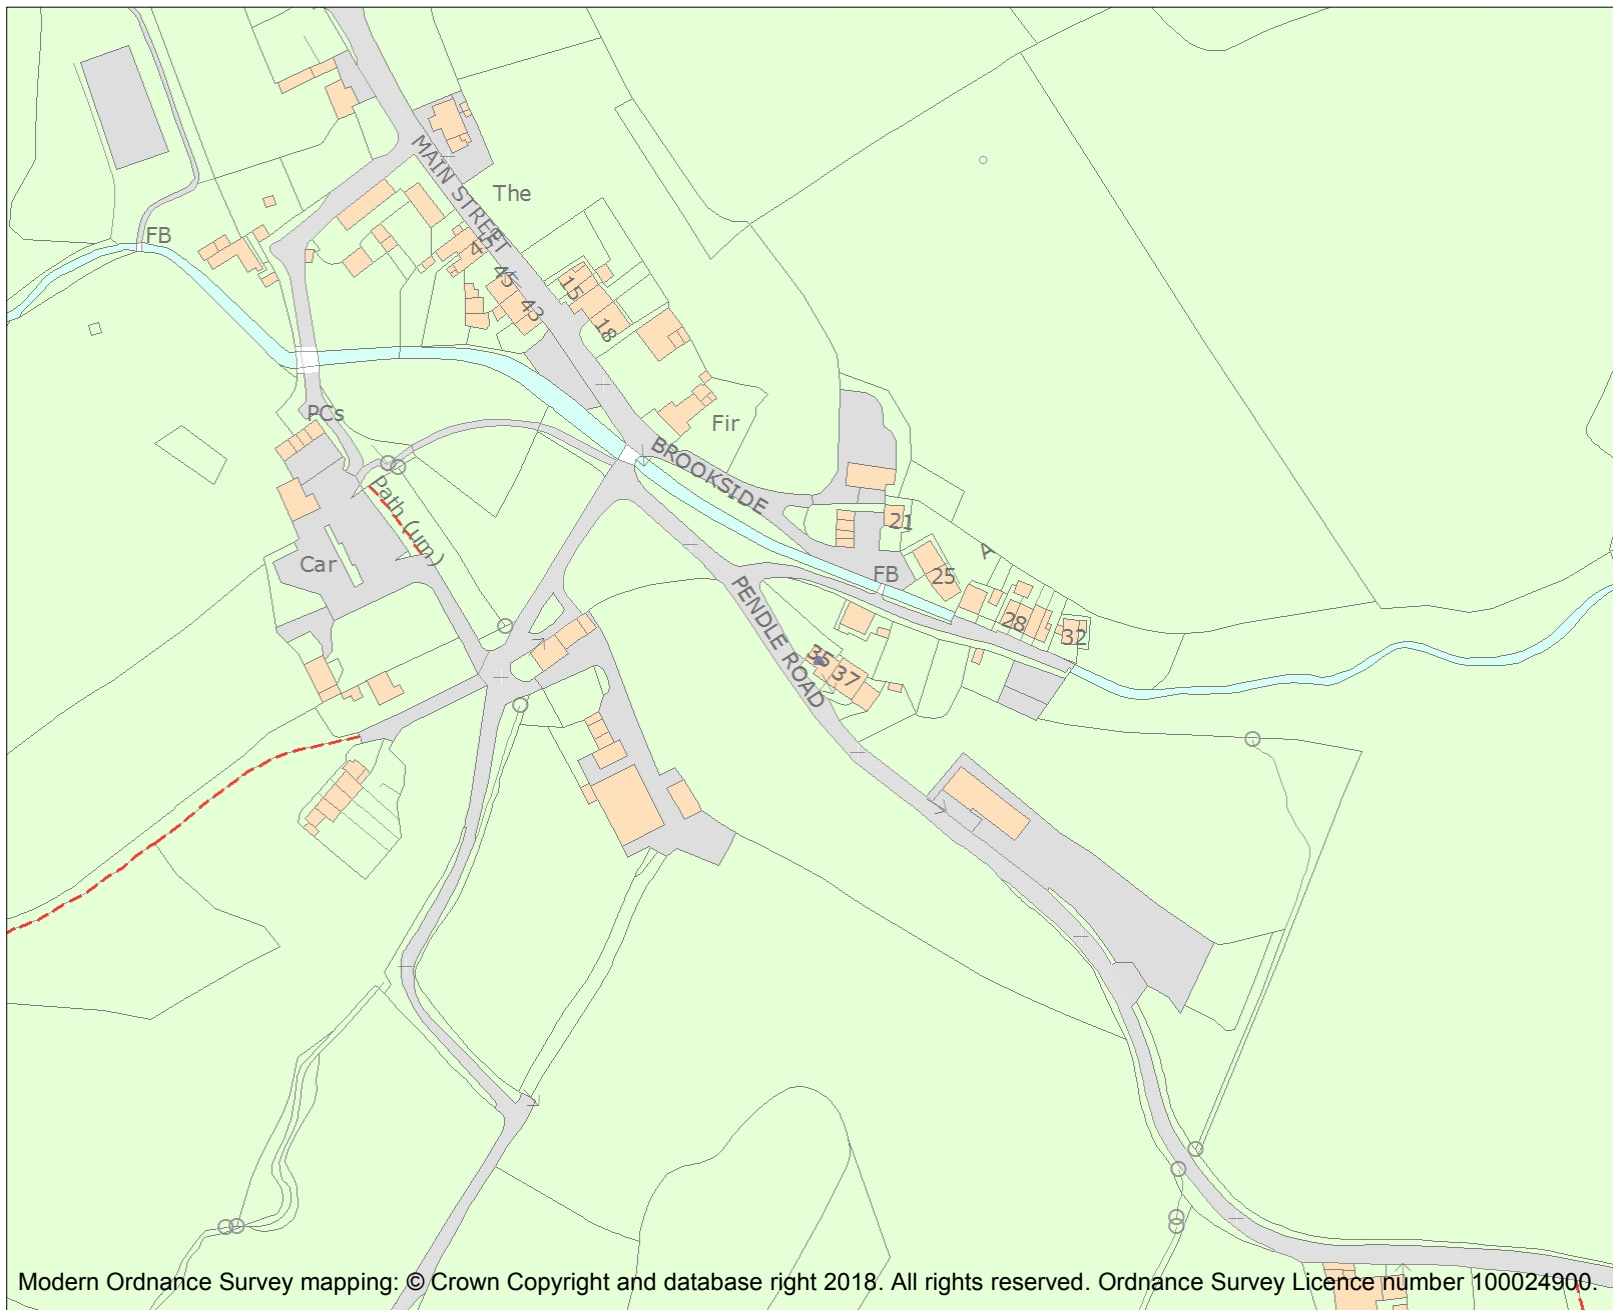 MAIN STREET
The
FB
45
43
15
18
PCs
Fir
BROOKSIDE
Path (um)
21
Car
A
FB
25
28
32
PENDLE ROAD
35
37
Modern Ordnance Survey mapping: © Crown Copyright and database right 2018. All rights reserved. Ordnance Survey Licence number 100024900.